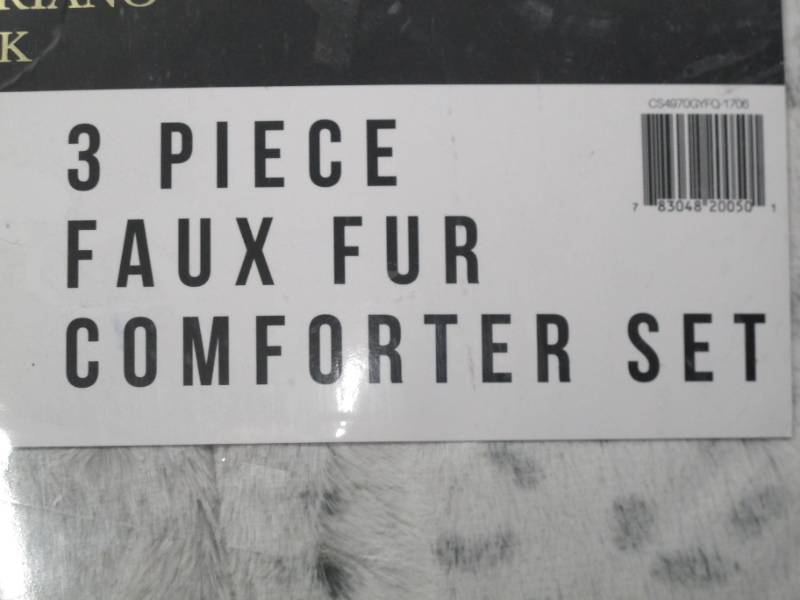 K
CS4970GYFQ-1706
3 PIECE
7 83048 20050 1
FAUX FUR
COMFORTER SET